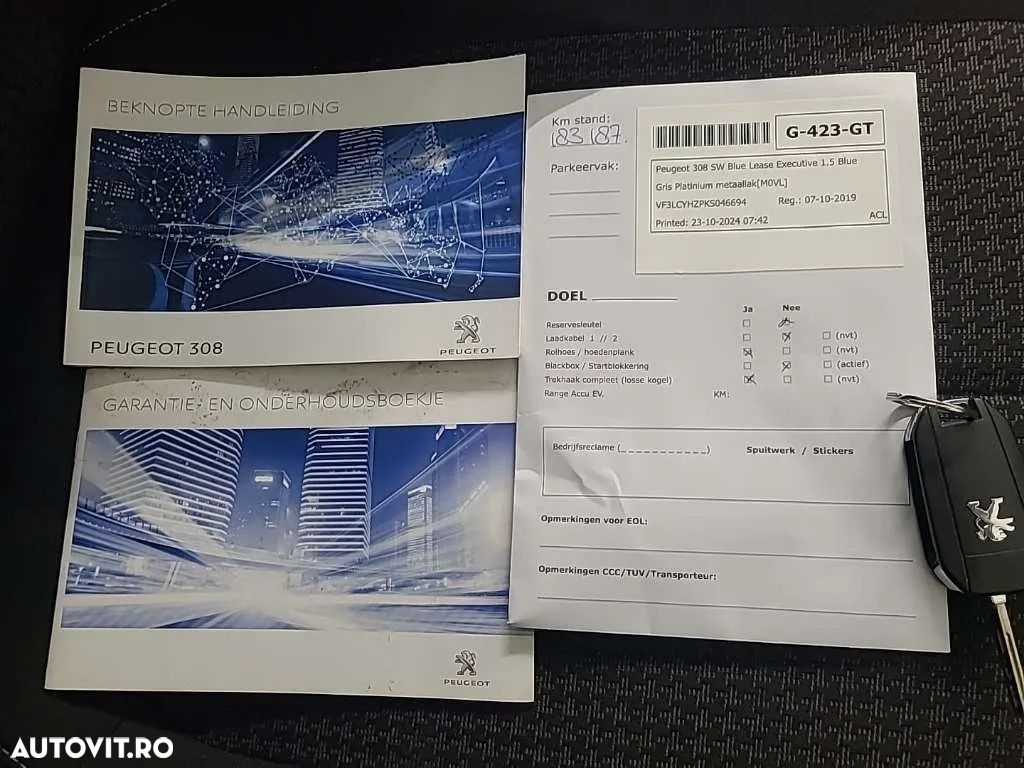 BEKNOPTE HANDLEIDING
PEUGEOT 308
PEUGEOT
GARANTIE- EN ONDERHOUDSBOEKJE
PEUGEOT
Km stand:
183 187.
Parkeervak:
G-423-GT
Peugeot 308 SW Blue Lease Executive 1.5 Blue
Gris Platinium metaallak[M0VL]
VF3LCYHZPKS046694 Reg.: 07-10-2019
Printed: 23-10-2024 07:42 ACL
DOEL
Ja Nee
Reservesleutel
Laadkabel 1 // 2 (nvt)
Rolhoes / hoedenplank (nvt)
Blackbox / Startblokkering (actief)
Trekhaak compleet (losse kogel) (nvt)
Range Accu EV. KM:
Bedrijfsreclame (___________) Spuitwerk / Stickers
Opmerkingen voor EOL:
Opmerkingen CCC/TUV/Transporteur:
AUTOVIT.RO